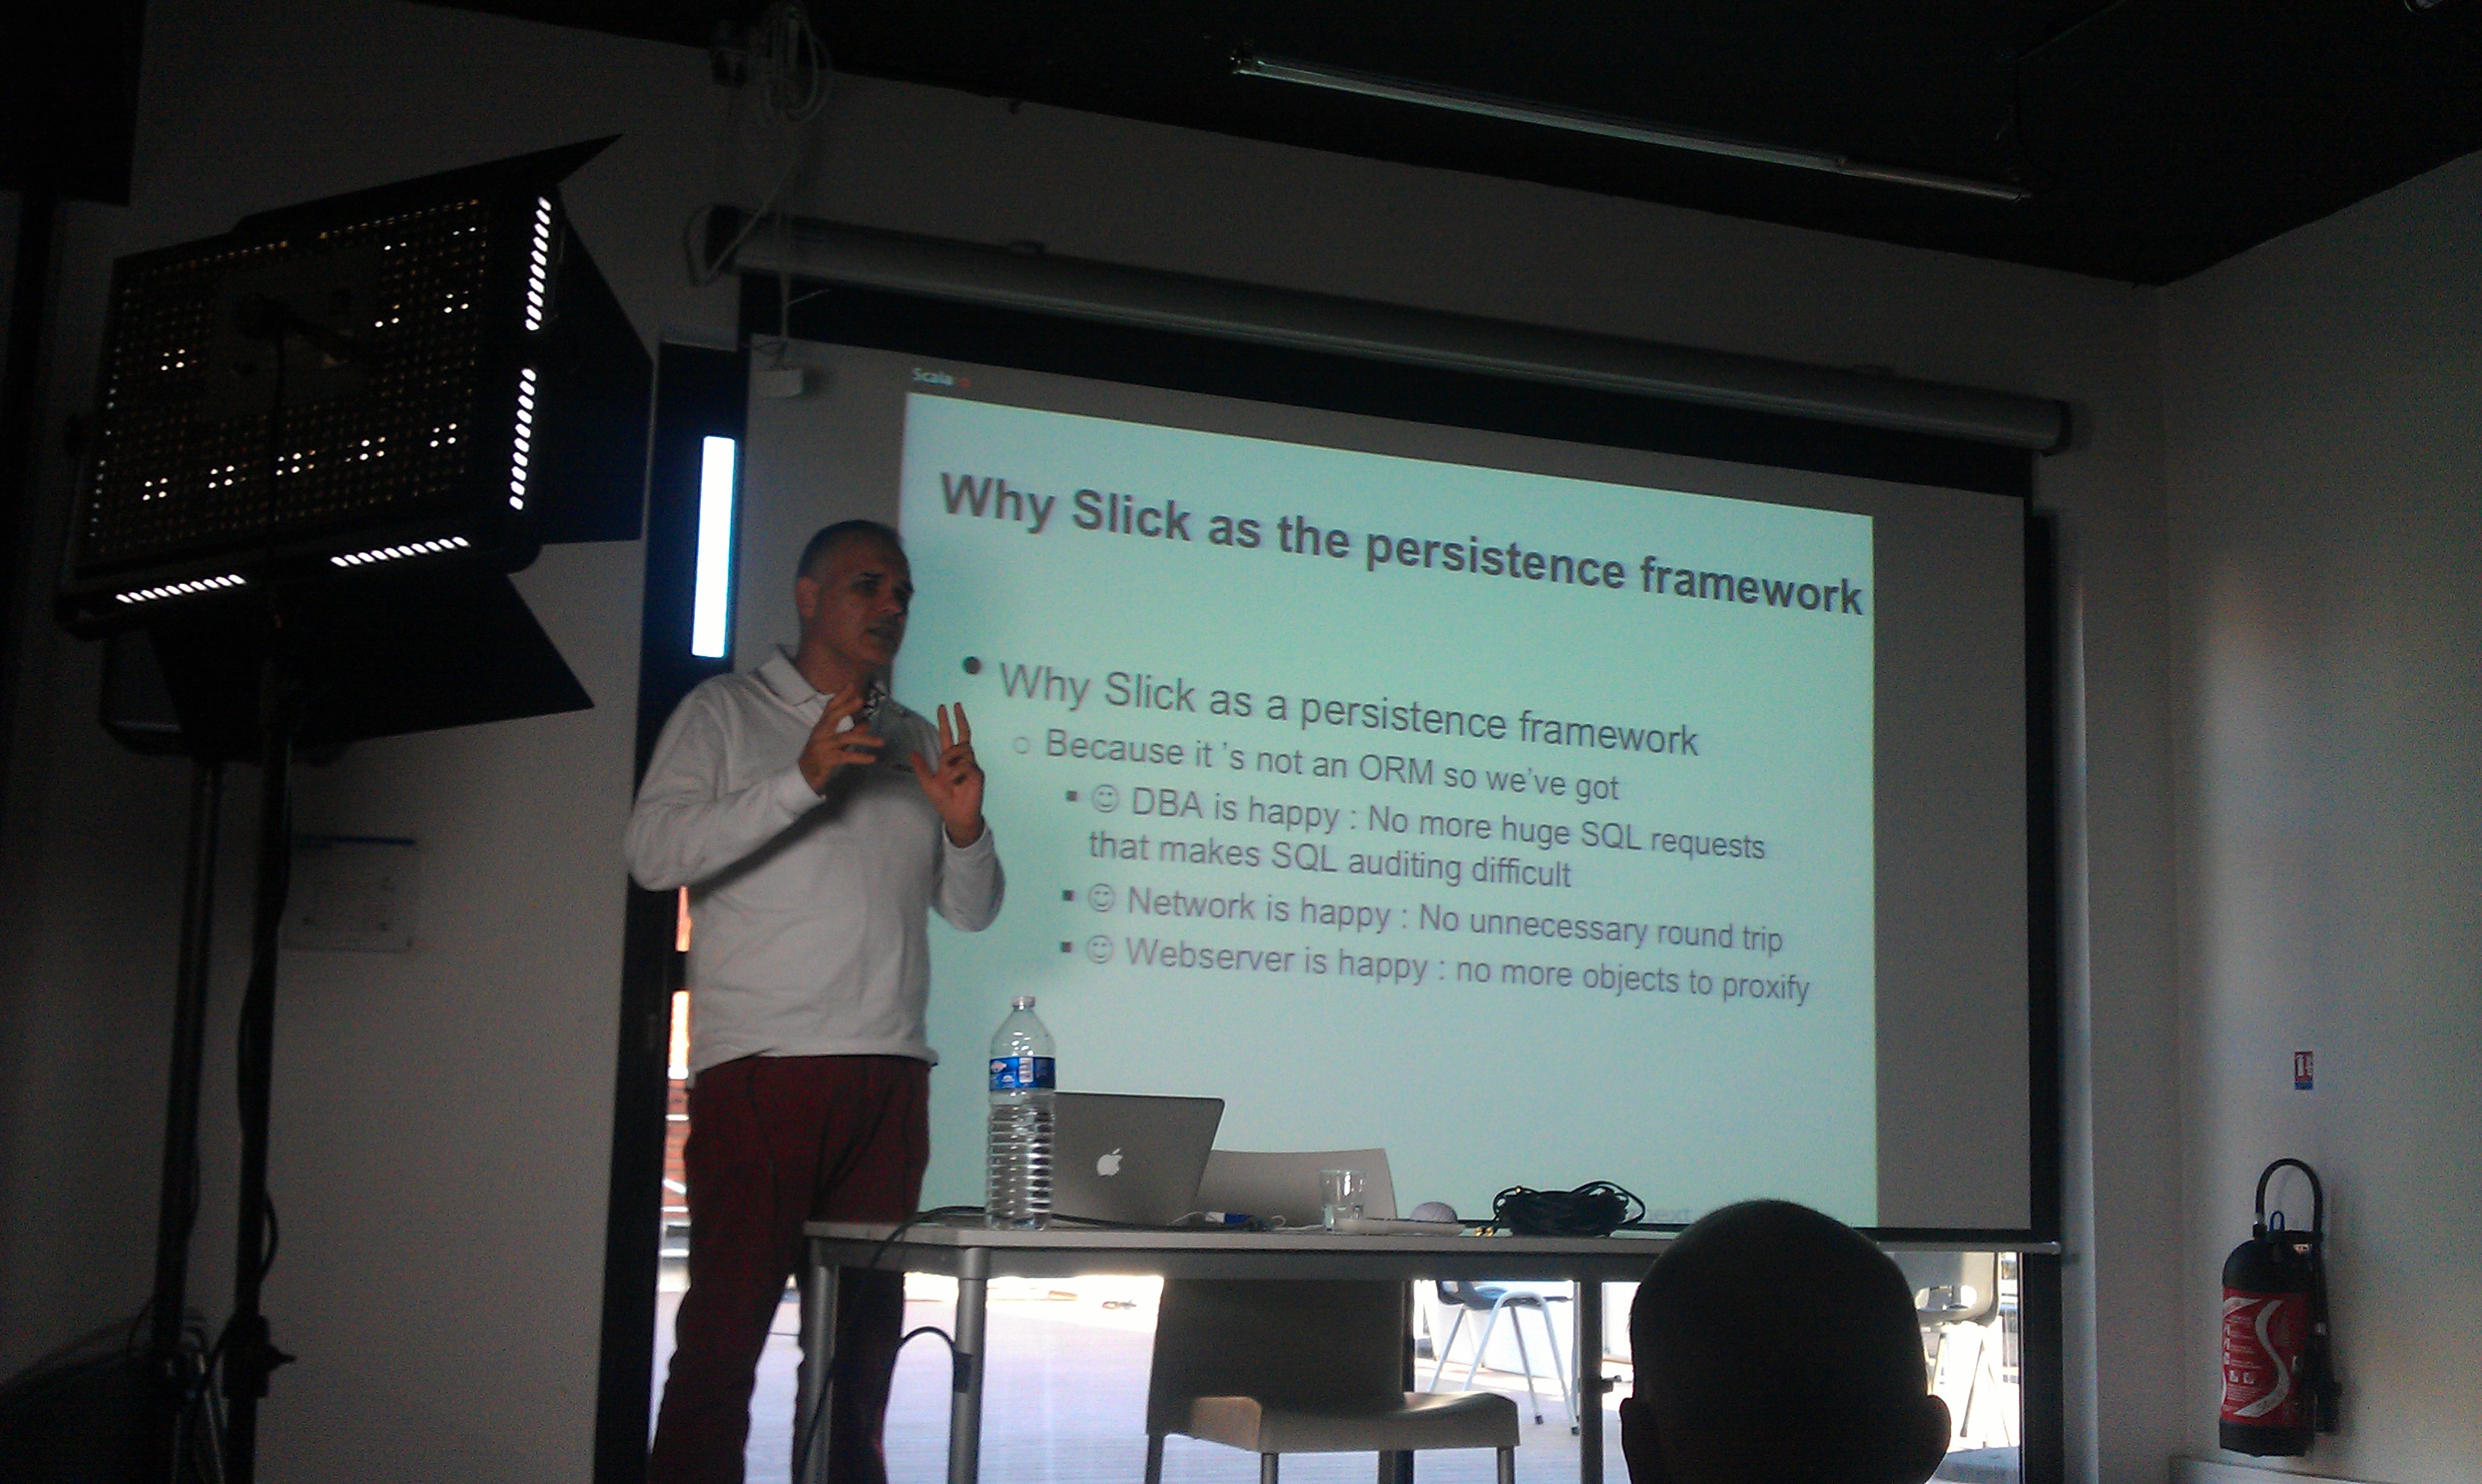 Scala
Why Slick as the persistence framework
• Why Slick as a persistence framework
○ Because it 's not an ORM so we've got
▪ ☺ DBA is happy : No more huge SQL requests
that makes SQL auditing difficult
▪ ☺ Network is happy : No unnecessary round trip
▪ ☺ Webserver is happy : no more objects to proxify
next